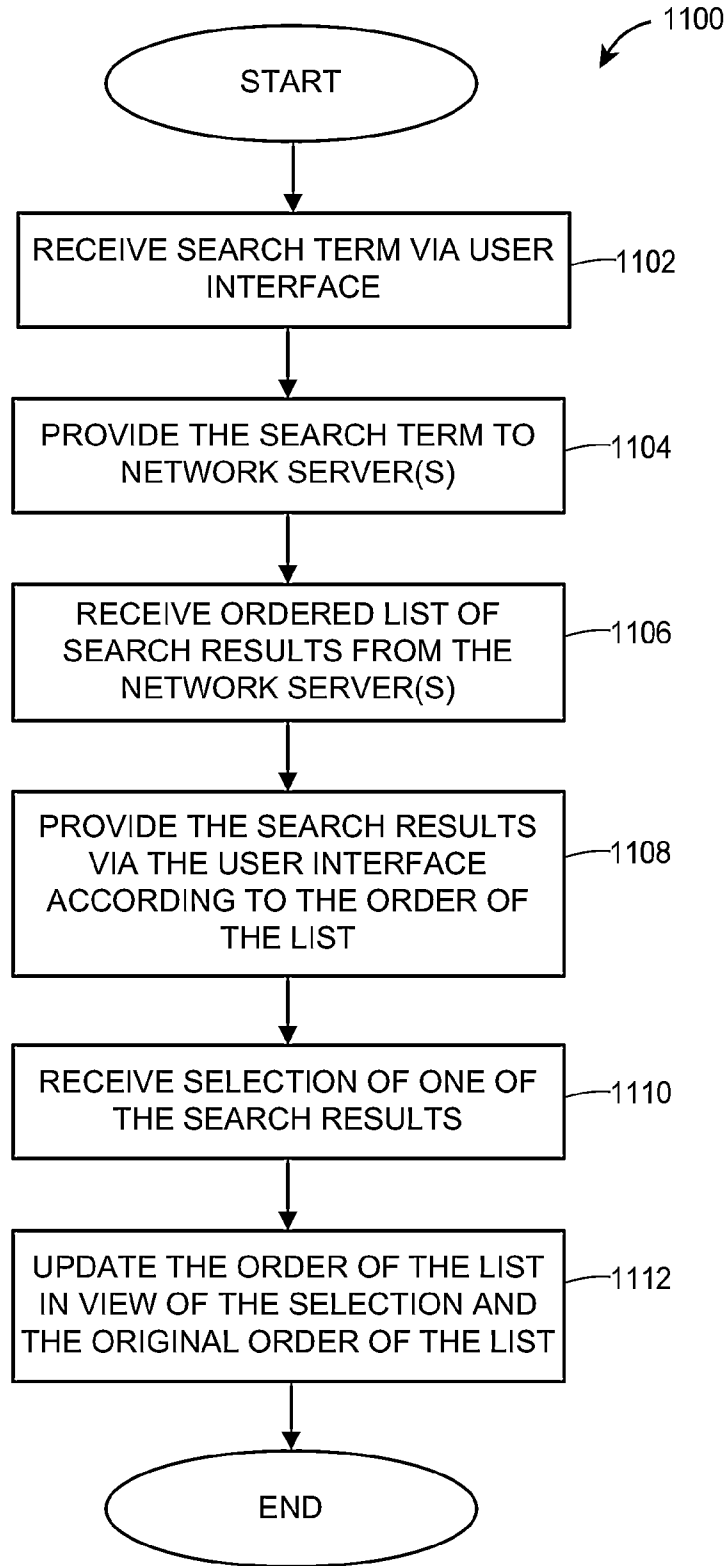 1100
START
RECEIVE SEARCH TERM VIA USER
INTERFACE
1102
PROVIDE THE SEARCH TERM TO
NETWORK SERVER(S)
1104
RECEIVE ORDERED LIST OF
SEARCH RESULTS FROM THE
NETWORK SERVER(S)
1106
PROVIDE THE SEARCH RESULTS
VIA THE USER INTERFACE
ACCORDING TO THE ORDER OF
THE LIST
1108
RECEIVE SELECTION OF ONE OF
THE SEARCH RESULTS
1110
UPDATE THE ORDER OF THE LIST
IN VIEW OF THE SELECTION AND
THE ORIGINAL ORDER OF THE LIST
1112
END